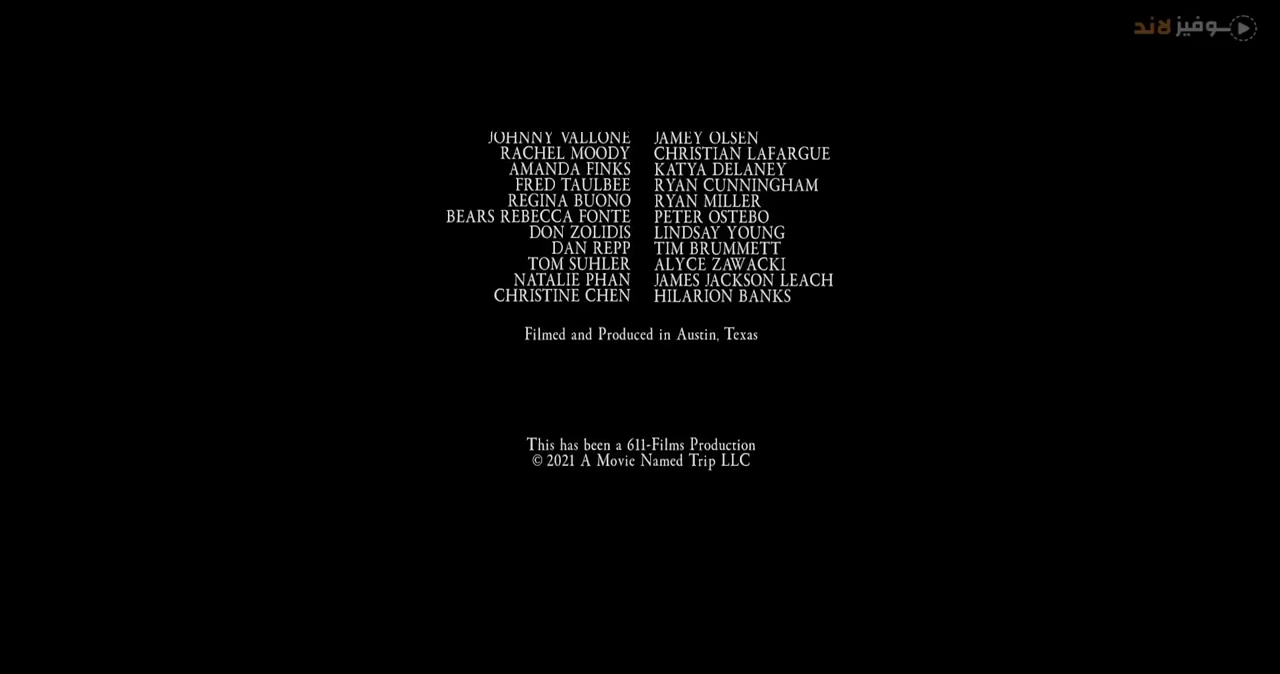 موفيز لاند
JOHNNY VALLONE JAMEY OLSEN
RACHEL MOODY CHRISTIAN LAFARGUE
AMANDA FINKS KATYA DELANEY
FRED TAULBEE RYAN CUNNINGHAM
REGINA BUONO RYAN MILLER
BEARS REBECCA FONTE PETER OSTEBO
DON ZOLIDIS LINDSAY YOUNG
DAN REPP TIM BRUMMETT
TOM SUHLER ALYCE ZAWACKI
NATALIE PHAN JAMES JACKSON LEACH
CHRISTINE CHEN HILARION BANKS
Filmed and Produced in Austin, Texas
This has been a 611-Films Production
© 2021 A Movie Named Trip LLC